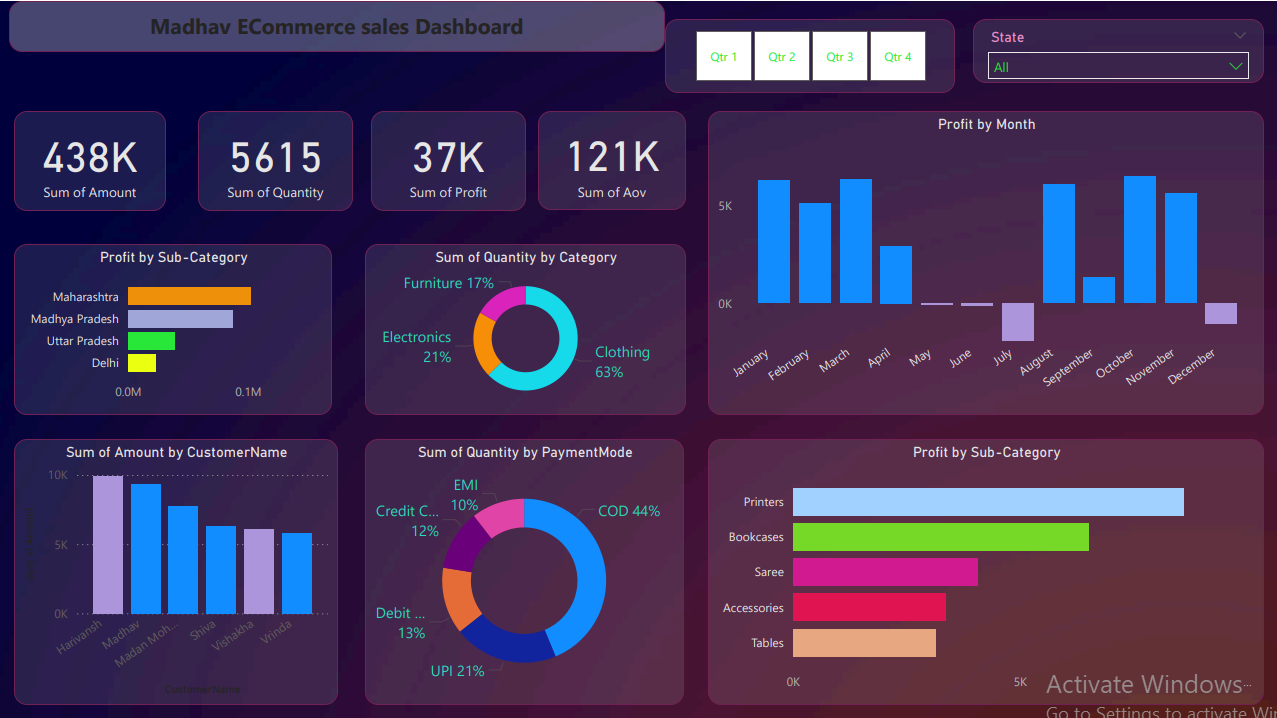 Madhav ECommerce sales Dashboard
Qtr 1
Qtr 2
Qtr 3
Qtr 4
State
All
438K
Sum of Amount
5615
Sum of Quantity
37K
Sum of Profit
121K
Sum of Aov
Profit by Month
5K
0K
January
February
March
April
May
June
July
August
September
October
November
December
Profit by Sub-Category
Maharashtra
Madhya Pradesh
Uttar Pradesh
Delhi
0.0M
0.1M
Sum of Quantity by Category
Furniture 17%
Electronics
21%
Clothing
63%
Sum of Amount by CustomerName
10K
5K
0K
Harivansh
Madhav
Madan Moh...
Shiva
Vishakha
Vrinda
CustomerName
Sum of Quantity by PaymentMode
EMI
10%
Credit C...
12%
Debit ...
13%
UPI 21%
COD 44%
Profit by Sub-Category
Printers
Bookcases
Saree
Accessories
Tables
0K
5K
Activate Windows...
Go to Settings to activate Wi